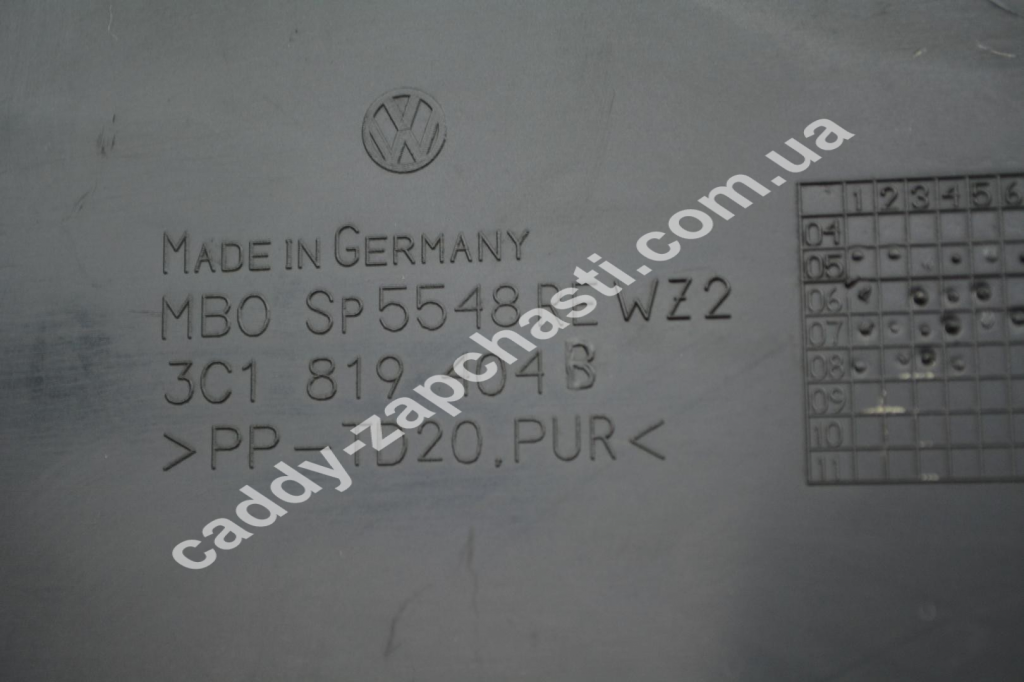 MADE IN GERMANY
MBO SP 5548 WZ2
3C1 819
>PP-TD20,PUR<
caddy-zapchasti.com.ua
1 2 3 4 5 6
04
05
06
07
08
09
10
11